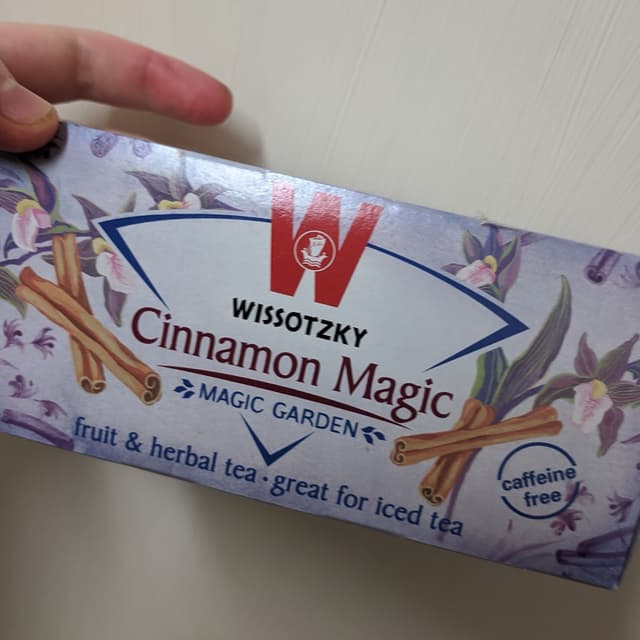 W
WISSOTZKY
Cinnamon Magic
MAGIC GARDEN
fruit & herbal tea · great for iced tea
caffeine
free